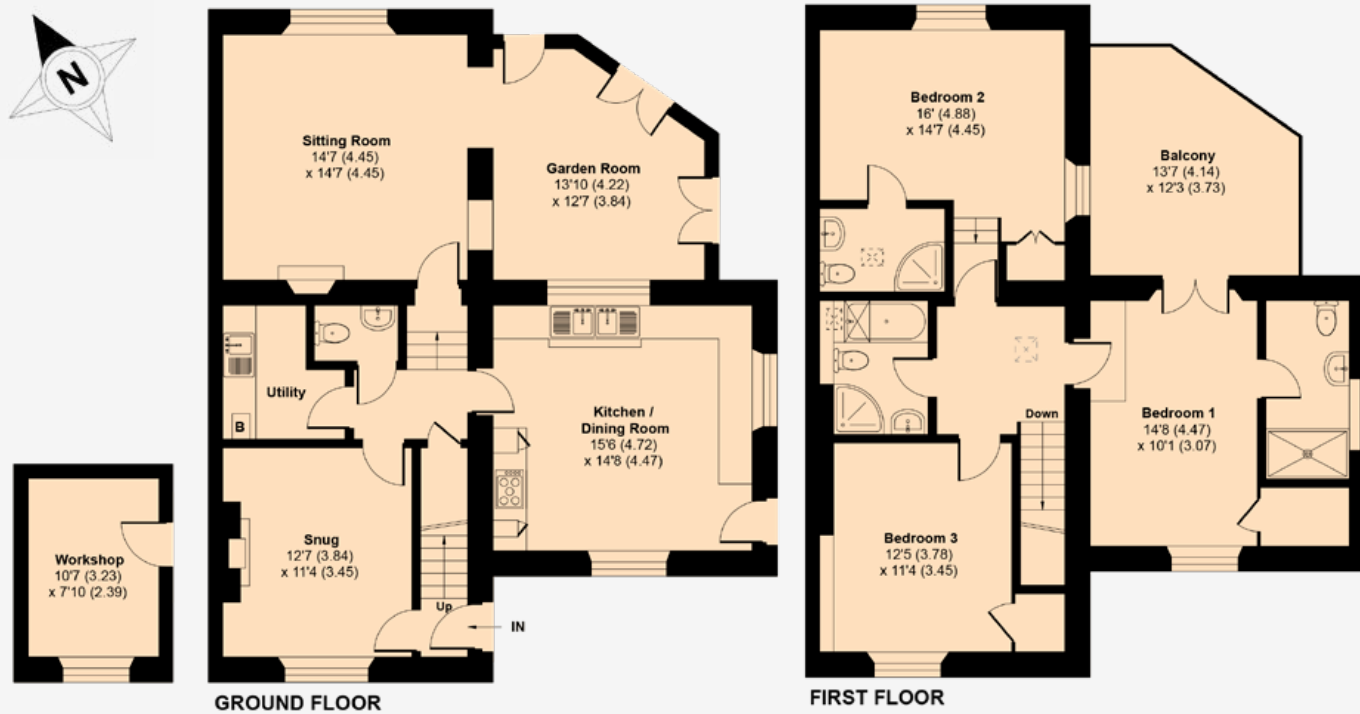 N
Sitting Room
14'7 (4.45)
x 14'7 (4.45)
Garden Room
13'10 (4.22)
x 12'7 (3.84)
Utility
B
Kitchen /
Dining Room
15'6 (4.72)
x 14'8 (4.47)
Snug
12'7 (3.84)
x 11'4 (3.45)
Up
IN
Workshop
10'7 (3.23)
x 7'10 (2.39)
GROUND FLOOR
Bedroom 2
16' (4.88)
x 14'7 (4.45)
Balcony
13'7 (4.14)
x 12'3 (3.73)
Down
Bedroom 1
14'8 (4.47)
x 10'1 (3.07)
Bedroom 3
12'5 (3.78)
x 11'4 (3.45)
FIRST FLOOR